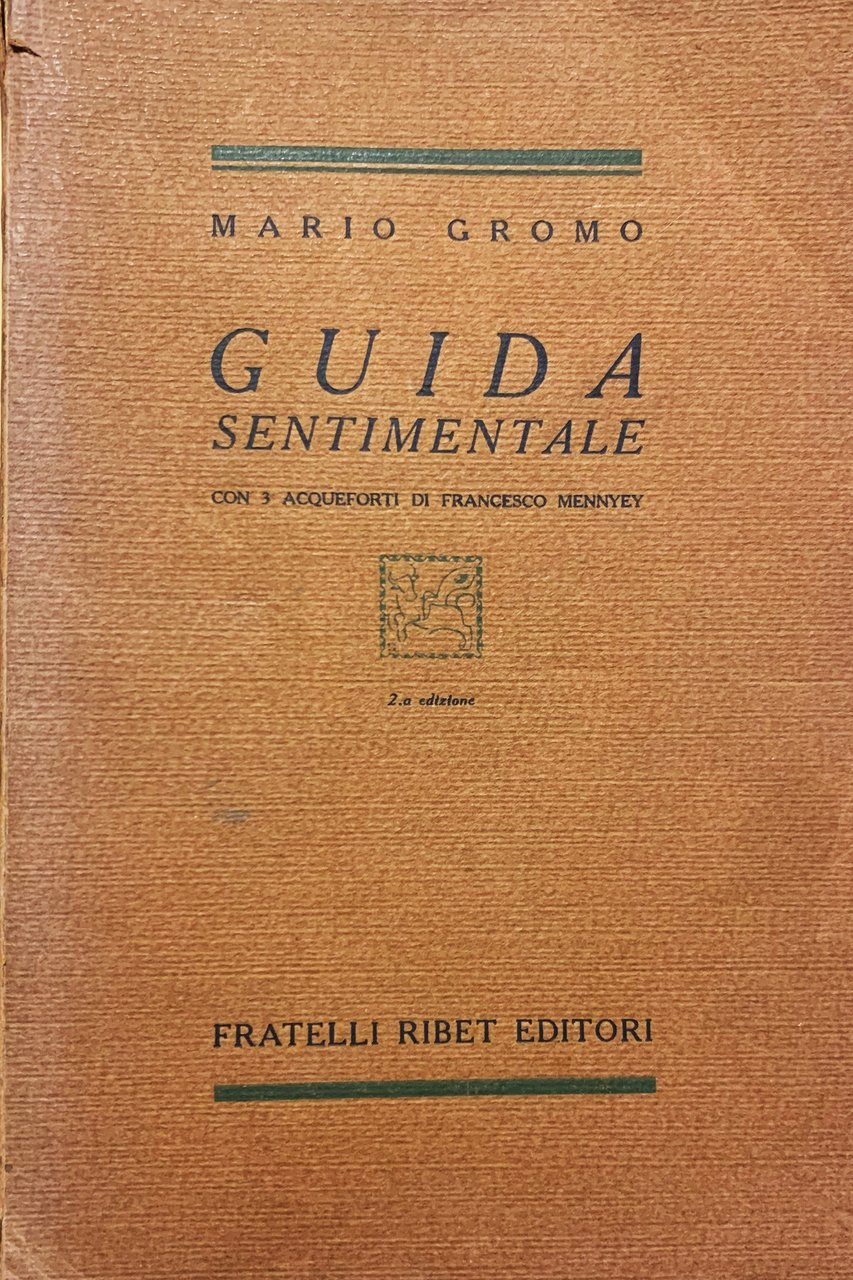 MARIO GROMO
GUIDA
SENTIMENTALE
CON 3 ACQUEFORTI DI FRANCESCO MENNYEY
2.a edizione
FRATELLI RIBET EDITORI